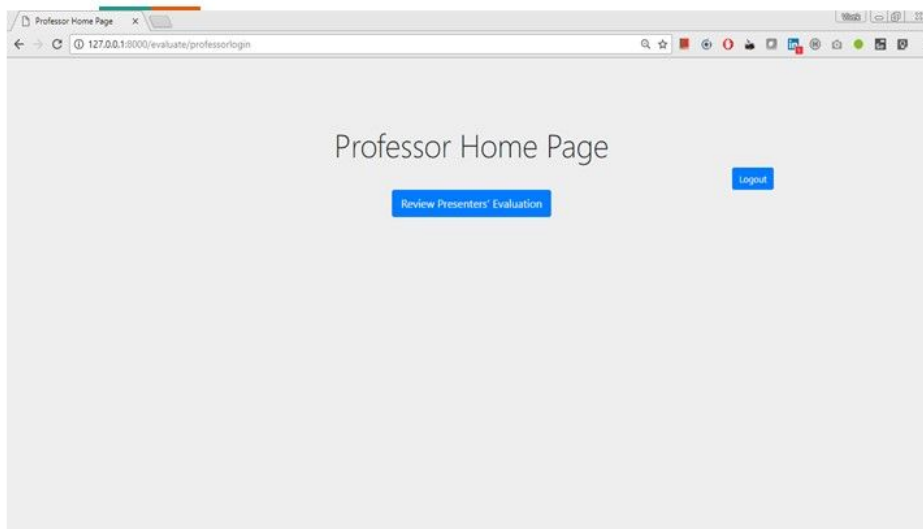 Professor Home Page
127.0.0.1:8000/evaluate/professorlogin
Professor Home Page
Logout
Review Presenters' Evaluation